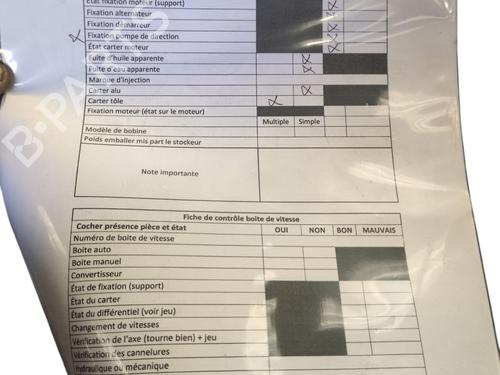 État fixation moteur (support)
Fixation alternateur
Fixation démarreur
Fixation pompe de direction
État carter moteur
Fuite d'huile apparente
Fuite d'eau apparente
Marque d'injection
Carter alu
Carter tôle
Fixation moteur (état sur le moteur)
Multiple Simple
Modèle de bobine
Poids emballer mis part le stockeur
Note importante
Fiche de contrôle boite de vitesse
Cocher présence pièce et état OUI NON BON MAUVAIS
Numéro de boite de vitesse
Boite auto
Boite manuel
Convertisseur
État de fixation (support)
État du carter
État du différentiel (voir jeu)
Changement de vitesses
Vérification de l'axe (tourne bien) + jeu
Vérification des cannelures
Hydraulique ou mécanique
B-PARTS